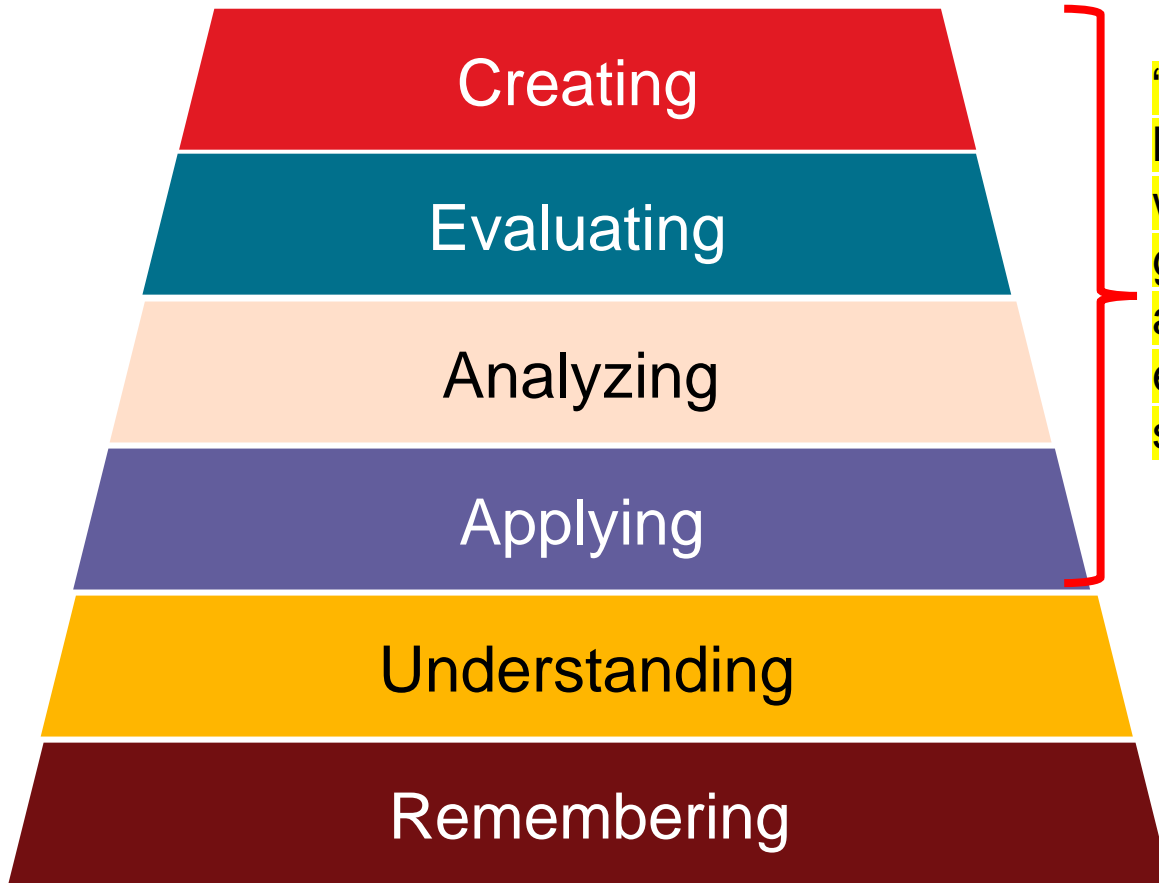 Creating
Evaluating
Analyzing
Applying
Understanding
Remembering